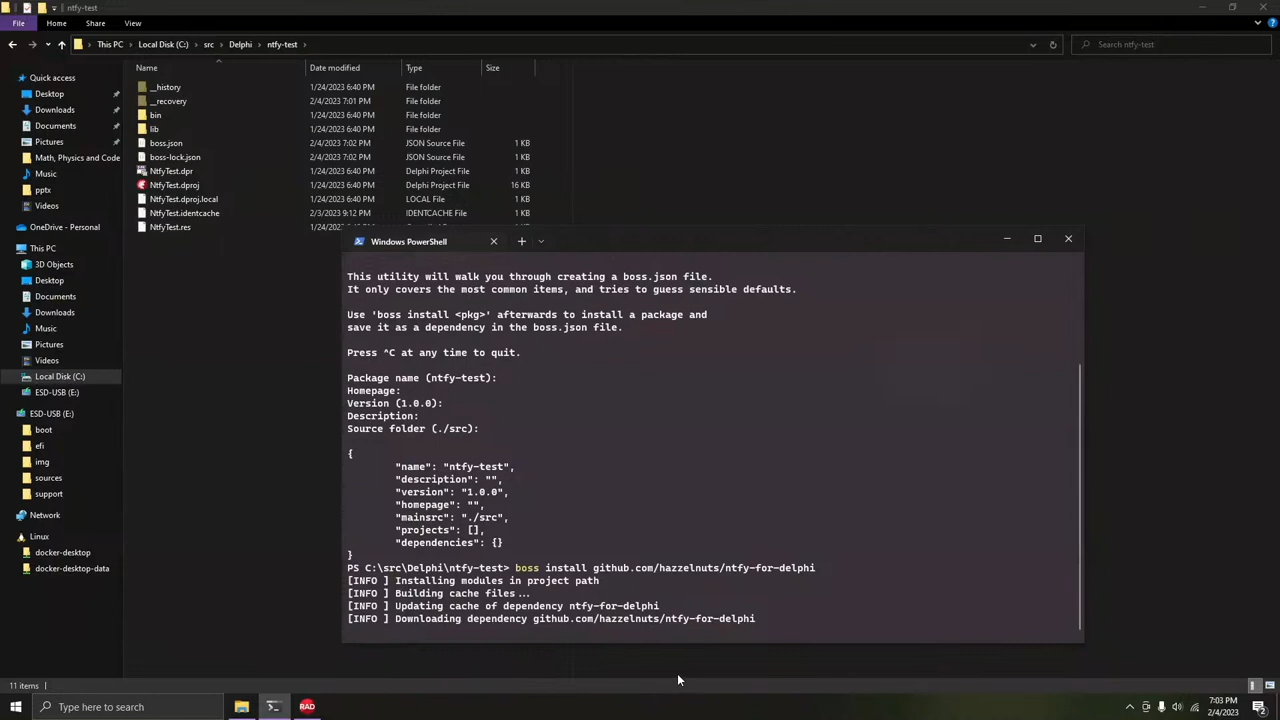 ntfy-test
File
Home
Share
View
This PC
Local Disk (C:)
src
Delphi
ntfy-test
Search ntfy-test
Name
Date modified
Type
Size
Quick access
Desktop
Downloads
Documents
Pictures
Math, Physics and Code
Music
pptx
Videos
OneDrive - Personal
This PC
3D Objects
Desktop
Documents
Downloads
Music
Pictures
Videos
Local Disk (C:)
ESD-USB (E:)
ESD-USB (E:)
boot
efi
img
sources
support
Network
Linux
docker-desktop
docker-desktop-data
__history 1/24/2023 6:40 PM File folder
__recovery 2/4/2023 7:01 PM File folder
bin 1/24/2023 6:40 PM File folder
lib 1/24/2023 6:40 PM File folder
boss.json 2/4/2023 7:02 PM JSON Source File 1 KB
boss-lock.json 2/4/2023 7:02 PM JSON Source File 1 KB
NtfyTest.dpr 1/24/2023 6:40 PM Delphi Project File 1 KB
NtfyTest.dproj 1/24/2023 6:40 PM Delphi Project File 16 KB
NtfyTest.dproj.local 1/24/2023 6:40 PM LOCAL File 1 KB
NtfyTest.identcache 2/3/2023 9:12 PM IDENTCACHE File 1 KB
NtfyTest.res
Windows PowerShell
This utility will walk you through creating a boss.json file.
It only covers the most common items, and tries to guess sensible defaults.
Use 'boss install <pkg>' afterwards to install a package and
save it as a dependency in the boss.json file.
Press ^C at any time to quit.
Package name (ntfy-test):
Homepage:
Version (1.0.0):
Description:
Source folder (./src):
{
"name": "ntfy-test",
"description": "",
"version": "1.0.0",
"homepage": "",
"mainsrc": "./src",
"projects": [],
"dependencies": {}
}
PS C:\src\Delphi\ntfy-test> boss install github.com/hazzelnuts/ntfy-for-delphi
[INFO ] Installing modules in project path
[INFO ] Building cache files...
[INFO ] Updating cache of dependency ntfy-for-delphi
[INFO ] Downloading dependency github.com/hazzelnuts/ntfy-for-delphi
11 items
Type here to search
RAD
7:03 PM
2/4/2023
2